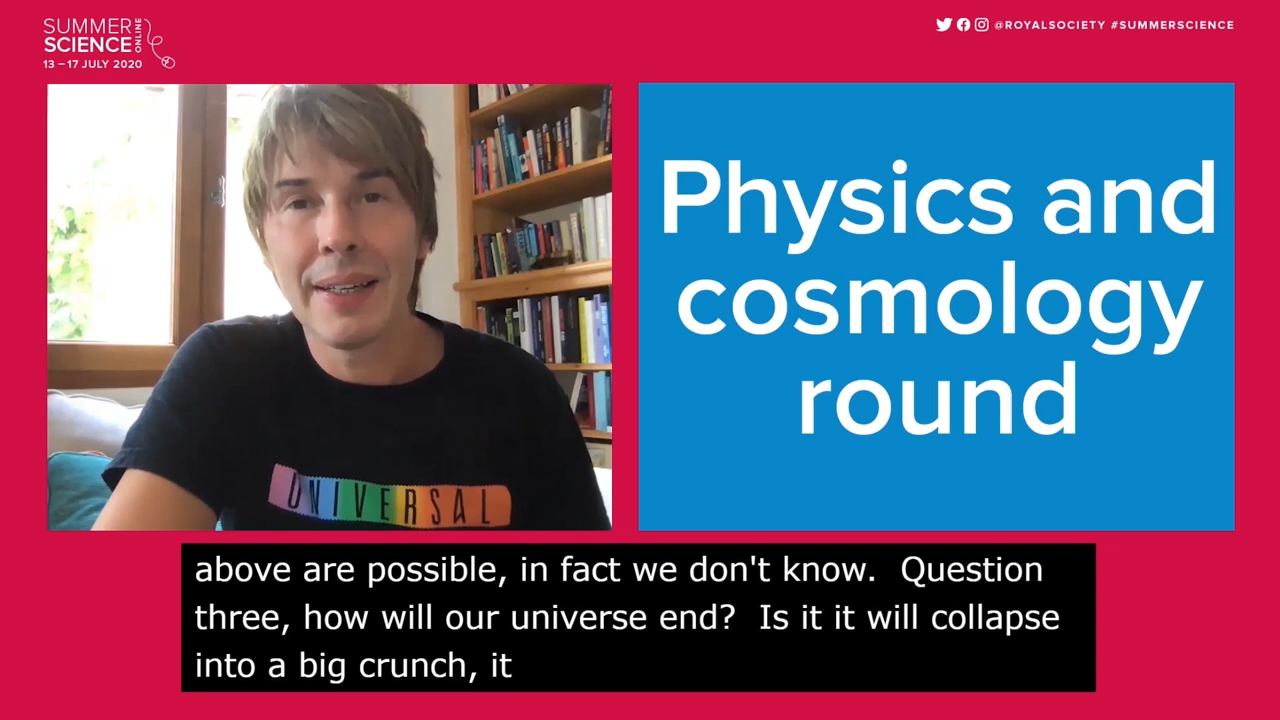 SUMMER
SCIENCE
ONLINE
13 – 17 JULY 2020
@ROYALSOCIETY #SUMMERSCIENCE
UNIVERSAL
Physics and
cosmology
round
above are possible, in fact we don't know.  Question
three, how will our universe end?  Is it it will collapse
into a big crunch, it